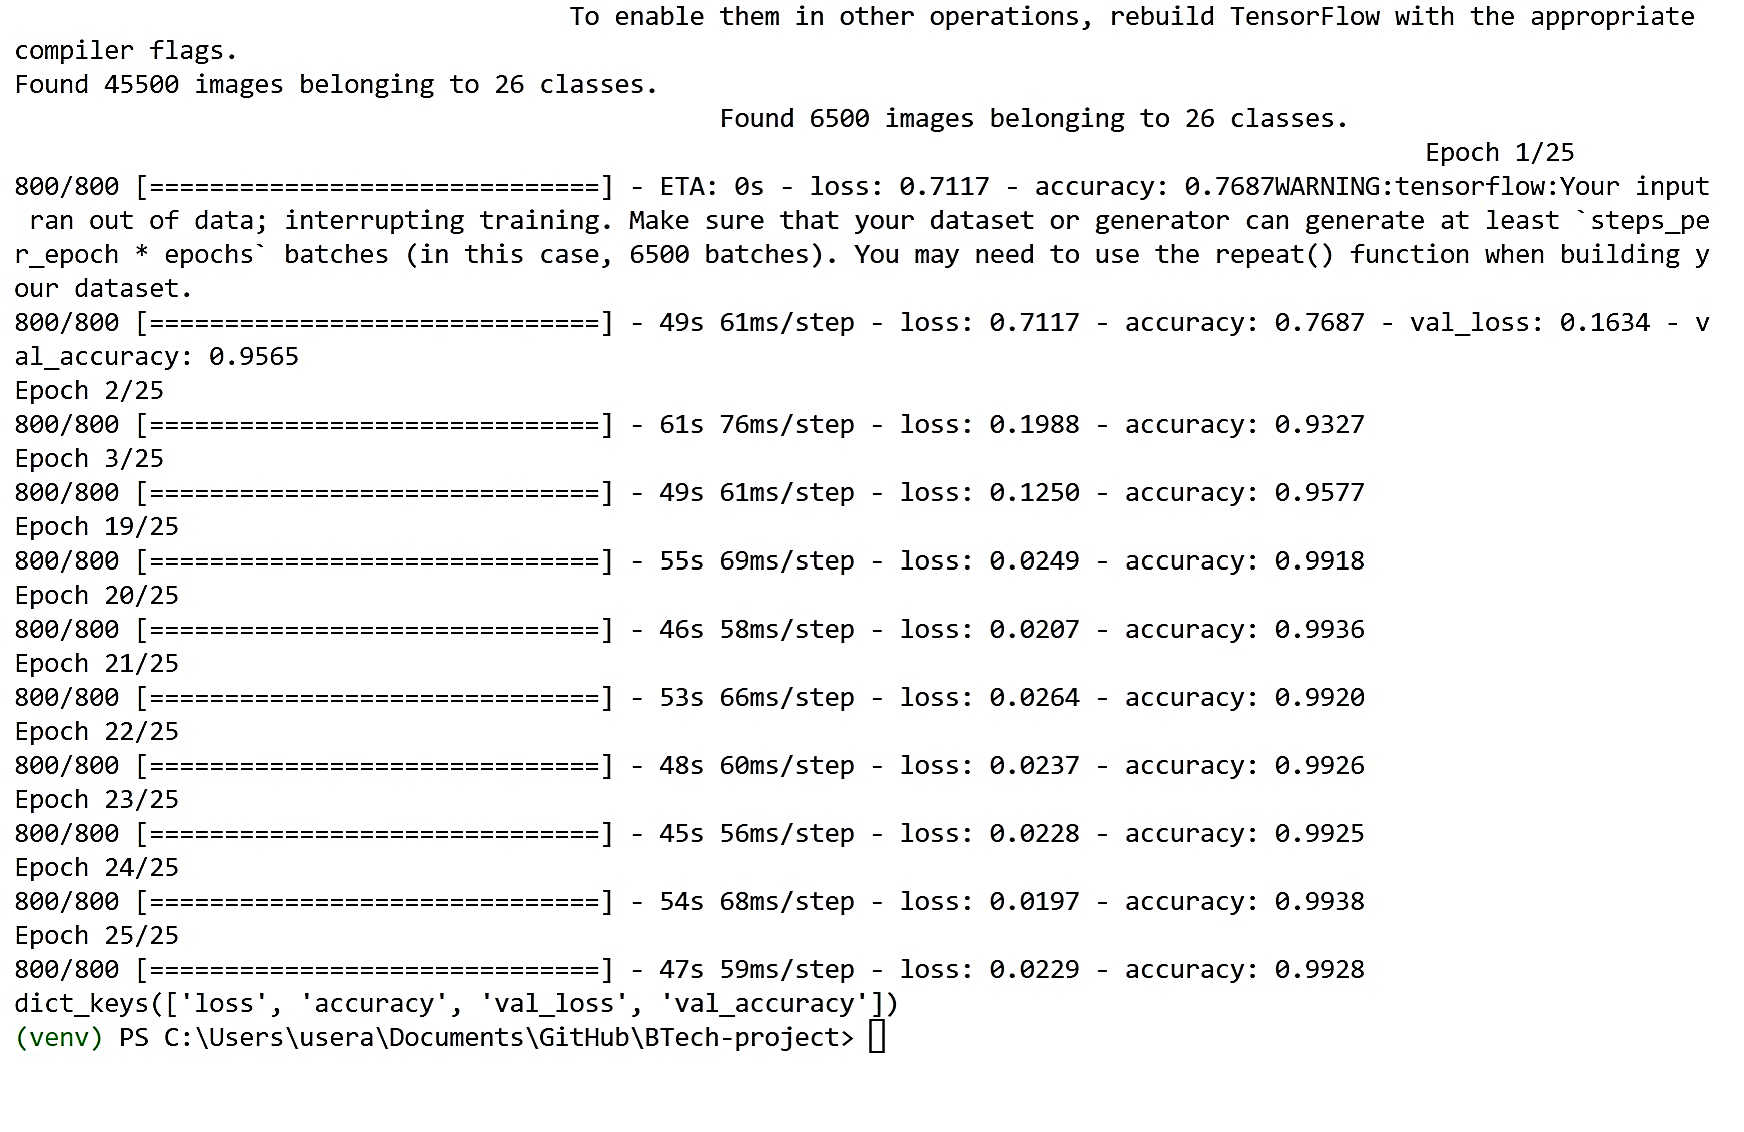 To enable them in other operations, rebuild TensorFlow with the appropriate
compiler flags.
Found 45500 images belonging to 26 classes.
Found 6500 images belonging to 26 classes.
Epoch 1/25
800/800 [==============================] - ETA: 0s - loss: 0.7117 - accuracy: 0.7687WARNING:tensorflow:Your input
ran out of data; interrupting training. Make sure that your dataset or generator can generate at least `steps_pe
r_epoch * epochs` batches (in this case, 6500 batches). You may need to use the repeat() function when building y
our dataset.
800/800 [==============================] - 49s 61ms/step - loss: 0.7117 - accuracy: 0.7687 - val_loss: 0.1634 - v
al_accuracy: 0.9565
Epoch 2/25
800/800 [==============================] - 61s 76ms/step - loss: 0.1988 - accuracy: 0.9327
Epoch 3/25
800/800 [==============================] - 49s 61ms/step - loss: 0.1250 - accuracy: 0.9577
Epoch 19/25
800/800 [==============================] - 55s 69ms/step - loss: 0.0249 - accuracy: 0.9918
Epoch 20/25
800/800 [==============================] - 46s 58ms/step - loss: 0.0207 - accuracy: 0.9936
Epoch 21/25
800/800 [==============================] - 53s 66ms/step - loss: 0.0264 - accuracy: 0.9920
Epoch 22/25
800/800 [==============================] - 48s 60ms/step - loss: 0.0237 - accuracy: 0.9926
Epoch 23/25
800/800 [==============================] - 45s 56ms/step - loss: 0.0228 - accuracy: 0.9925
Epoch 24/25
800/800 [==============================] - 54s 68ms/step - loss: 0.0197 - accuracy: 0.9938
Epoch 25/25
800/800 [==============================] - 47s 59ms/step - loss: 0.0229 - accuracy: 0.9928
dict_keys(['loss', 'accuracy', 'val_loss', 'val_accuracy'])
(venv) PS C:\Users\usera\Documents\GitHub\BTech-project>